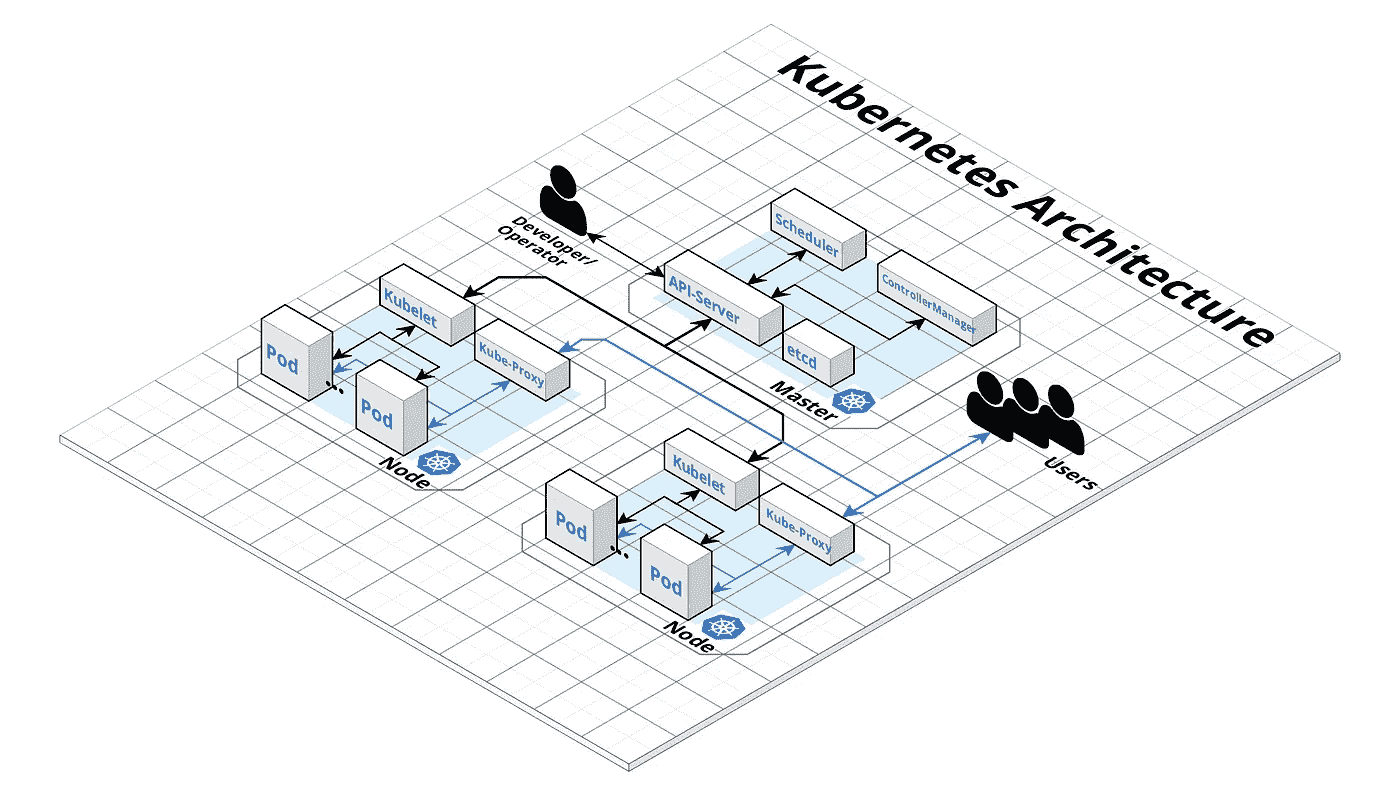 Kubernetes Architecture
Developer/
Operator
Scheduler
API-Server
ControllerManager
etcd
Master
Kubelet
Pod
Kube-Proxy
Pod
Node
Users
Kubelet
Pod
Kube-Proxy
Pod
Node